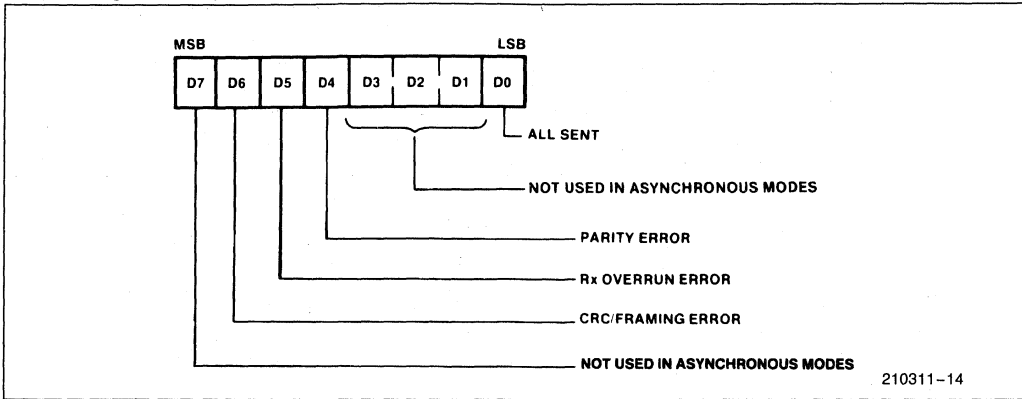 MSB LSB
D7 D6 D5 D4 D3 D2 D1 D0
ALL SENT
NOT USED IN ASYNCHRONOUS MODES
PARITY ERROR
Rx OVERRUN ERROR
CRC/FRAMING ERROR
NOT USED IN ASYNCHRONOUS MODES
210311-14